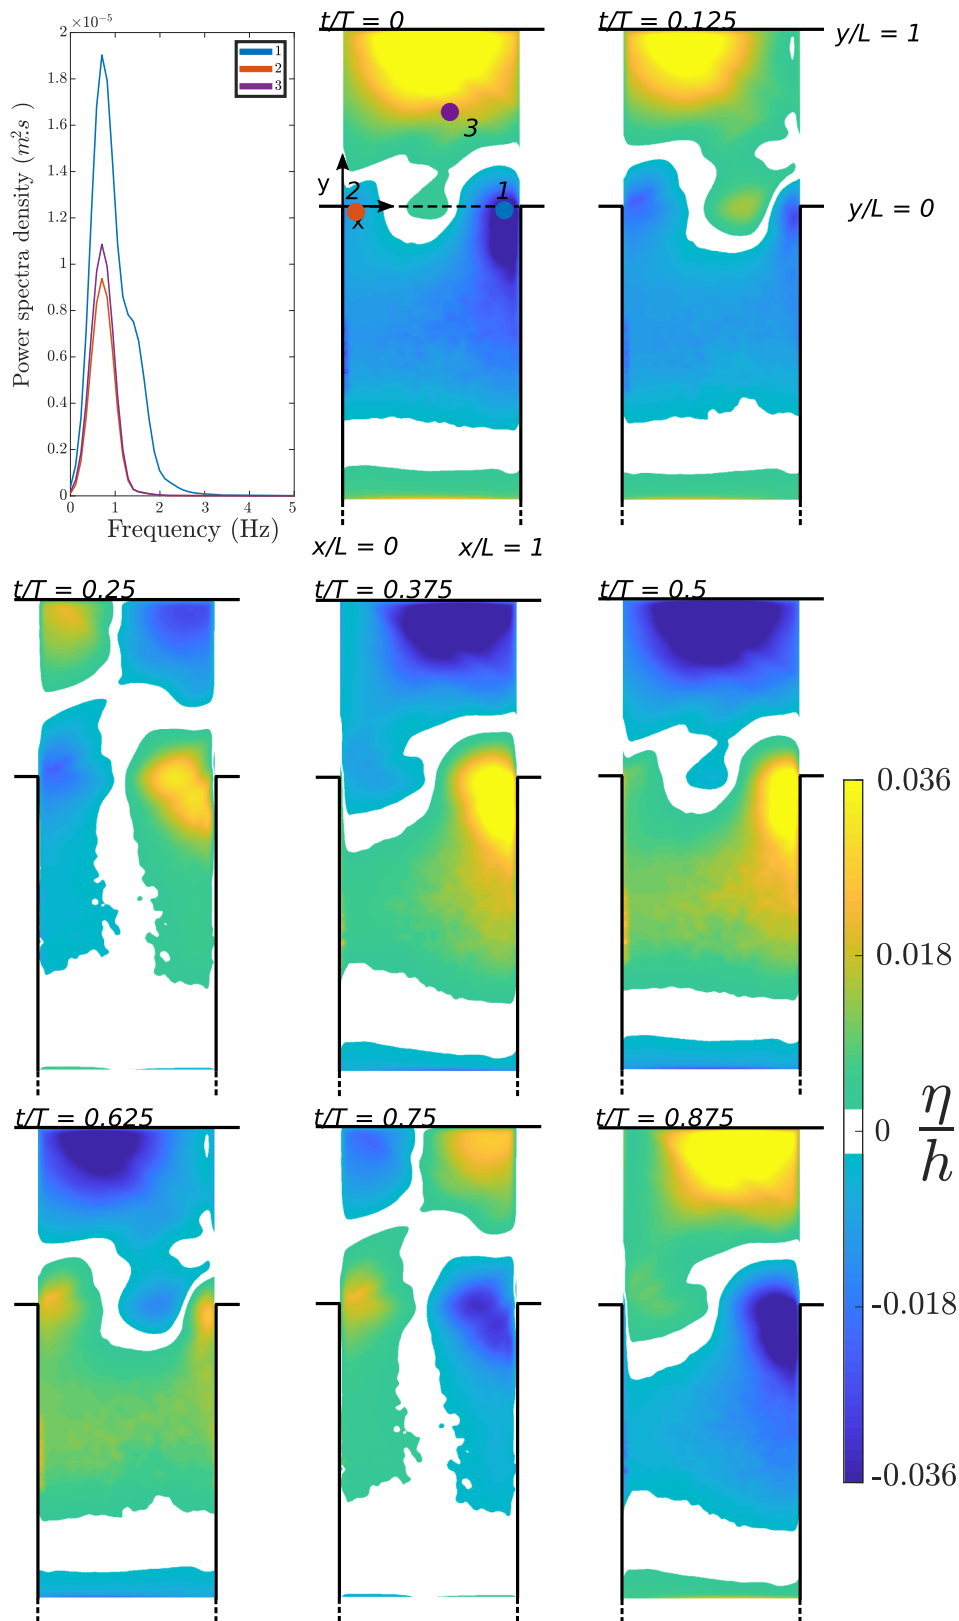 t/T = 0
t/T = 0.125
y/L = 1
×10⁻⁵
2
1.8
1.6
1.4
1.2
1
0.8
0.6
0.4
0.2
0
0 1 2 3 4 5
Power spectra density (m².s )
Frequency (Hz)
1
2
3
3
y
2
1
x
y/L = 0
x/L = 0
x/L = 1
t/T = 0.25
t/T = 0.375
t/T = 0.5
t/T = 0.625
t/T = 0.75
t/T = 0.875
0.036
0.018
0
-0.018
-0.036
η
h